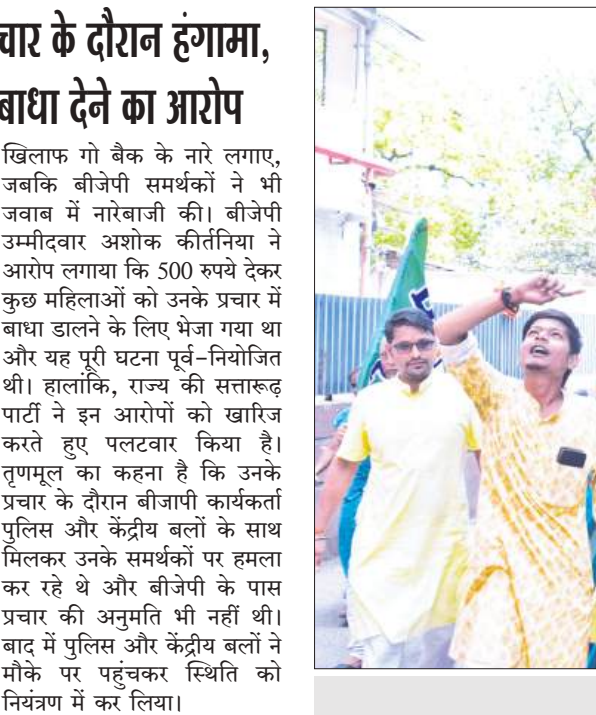 चार के दौरान हंगामा,
बाधा देने का आरोप
खिलाफ गो बैक के नारे लगाए,
जबकि बीजेपी समर्थकों ने भी
जवाब में नारेबाजी की। बीजेपी
उम्मीदवार अशोक कीर्तनिया ने
आरोप लगाया कि 500 रुपये देकर
कुछ महिलाओं को उनके प्रचार में
बाधा डालने के लिए भेजा गया था
और यह पूरी घटना पूर्व-नियोजित
थी। हालांकि, राज्य की सत्तारूढ़
पार्टी ने इन आरोपों को खारिज
करते हुए पलटवार किया है।
तृणमूल का कहना है कि उनके
प्रचार के दौरान बीजापी कार्यकर्ता
पुलिस और केंद्रीय बलों के साथ
मिलकर उनके समर्थकों पर हमला
कर रहे थे और बीजेपी के पास
प्रचार की अनुमति भी नहीं थी।
बाद में पुलिस और केंद्रीय बलों ने
मौके पर पहुंचकर स्थिति को
नियंत्रण में कर लिया।